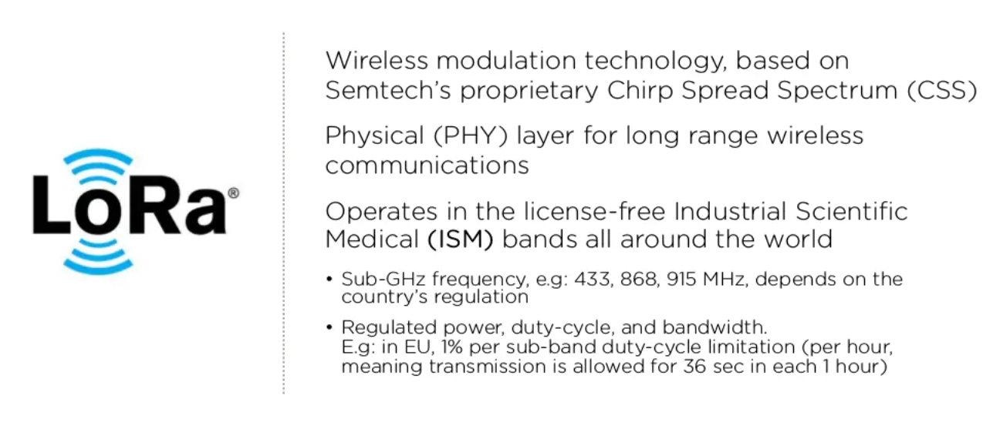 LoRa®
Wireless modulation technology, based on
Semtech's proprietary Chirp Spread Spectrum (CSS)
Physical (PHY) layer for long range wireless
communications
Operates in the license-free Industrial Scientific
Medical (ISM) bands all around the world
• Sub-GHz frequency, e.g: 433, 868, 915 MHz, depends on the
country's regulation
• Regulated power, duty-cycle, and bandwidth.
E.g: in EU, 1% per sub-band duty-cycle limitation (per hour,
meaning transmission is allowed for 36 sec in each 1 hour)